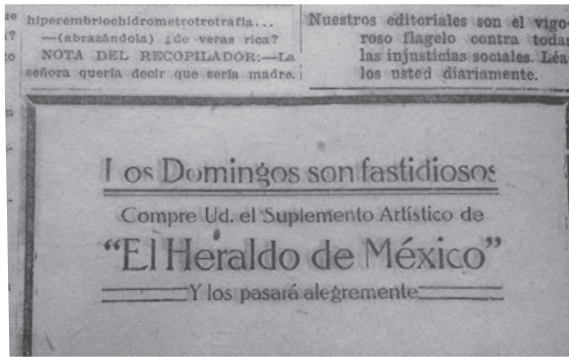 hiperembriochidrometrotrotrafia...
—(abrazándola) ¿de veras rica?
NOTA DEL RECOPILADOR:—La
señora quería decir que sería madre.
Nuestros editoriales son el vigo-
roso flagelo contra todas
las injusticias sociales. Léa
los usted diariamente.
Los Domingos son fastidiosos
Compre Ud. el Suplemento Artístico de
"El Heraldo de México"
Y los pasará alegremente